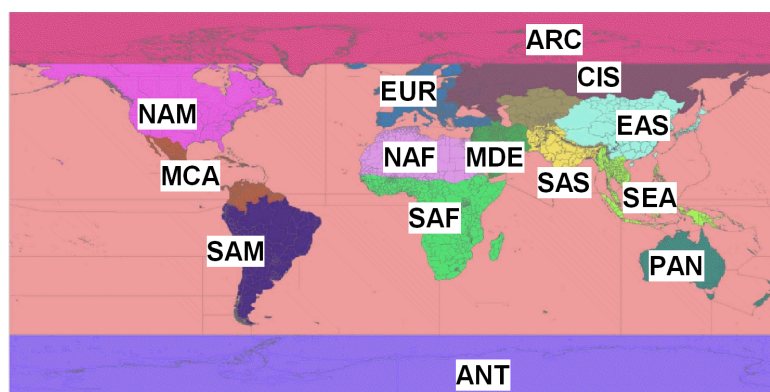 ARC
CIS
EUR
NAM
EAS
NAF
MDE
MCA
SAS
SEA
SAF
SAM
PAN
ANT